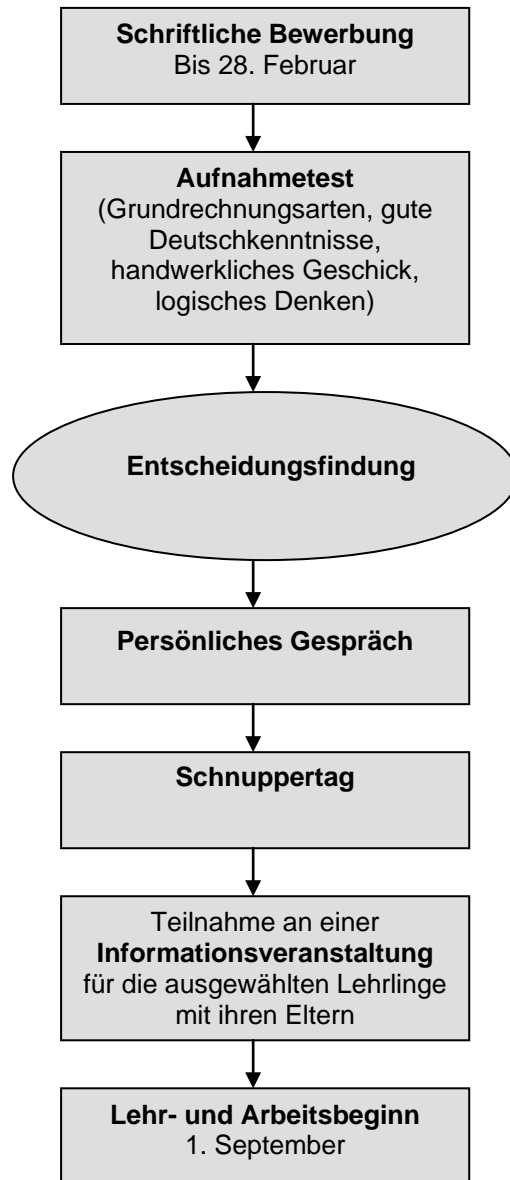 Schriftliche Bewerbung
Bis 28. Februar
Aufnahmetest
(Grundrechnungsarten, gute
Deutschkenntnisse,
handwerkliches Geschick,
logisches Denken)
Entscheidungsfindung
Persönliches Gespräch
Schnuppertag
Teilnahme an einer
Informationsveranstaltung
für die ausgewählten Lehrlinge
mit ihren Eltern
Lehr- und Arbeitsbeginn
1. September